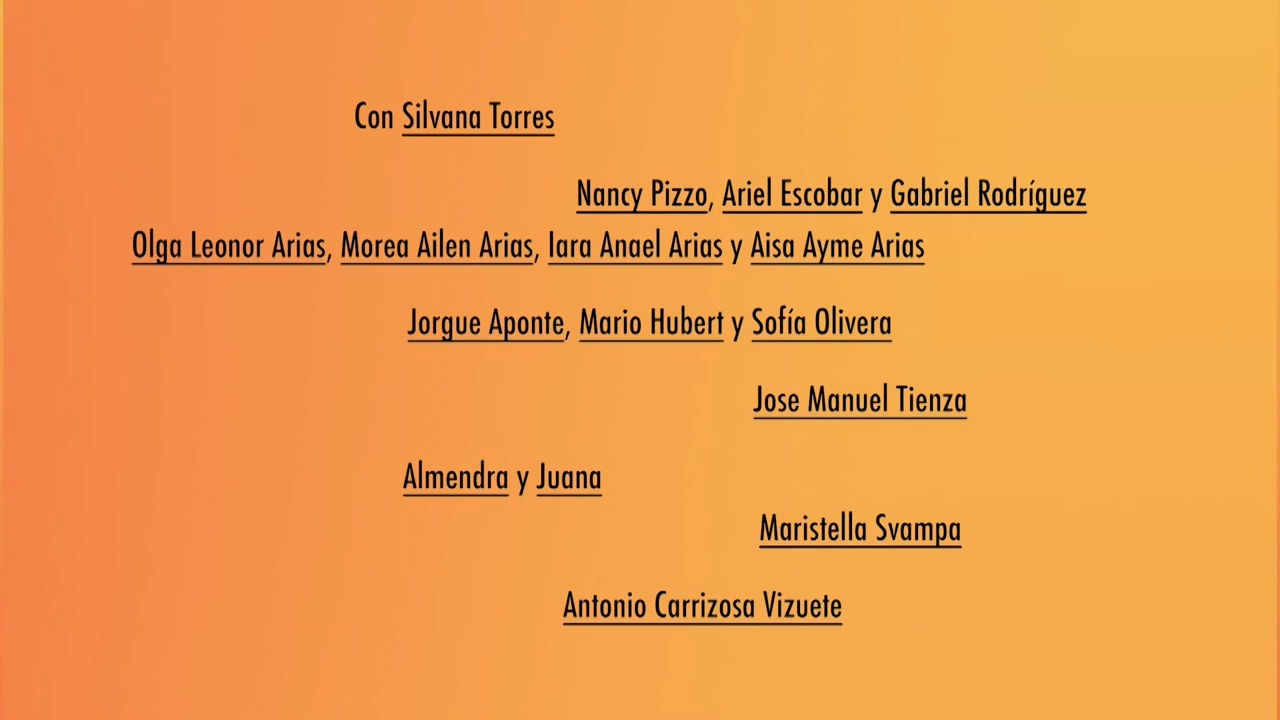 Con Silvana Torres
Nancy Pizzo, Ariel Escobar y Gabriel Rodríguez
Olga Leonor Arias, Morea Ailen Arias, Iara Anael Arias y Aisa Ayme Arias
Jorgue Aponte, Mario Hubert y Sofía Olivera
Jose Manuel Tienza
Almendra y Juana
Maristella Svampa
Antonio Carrizosa Vizuete